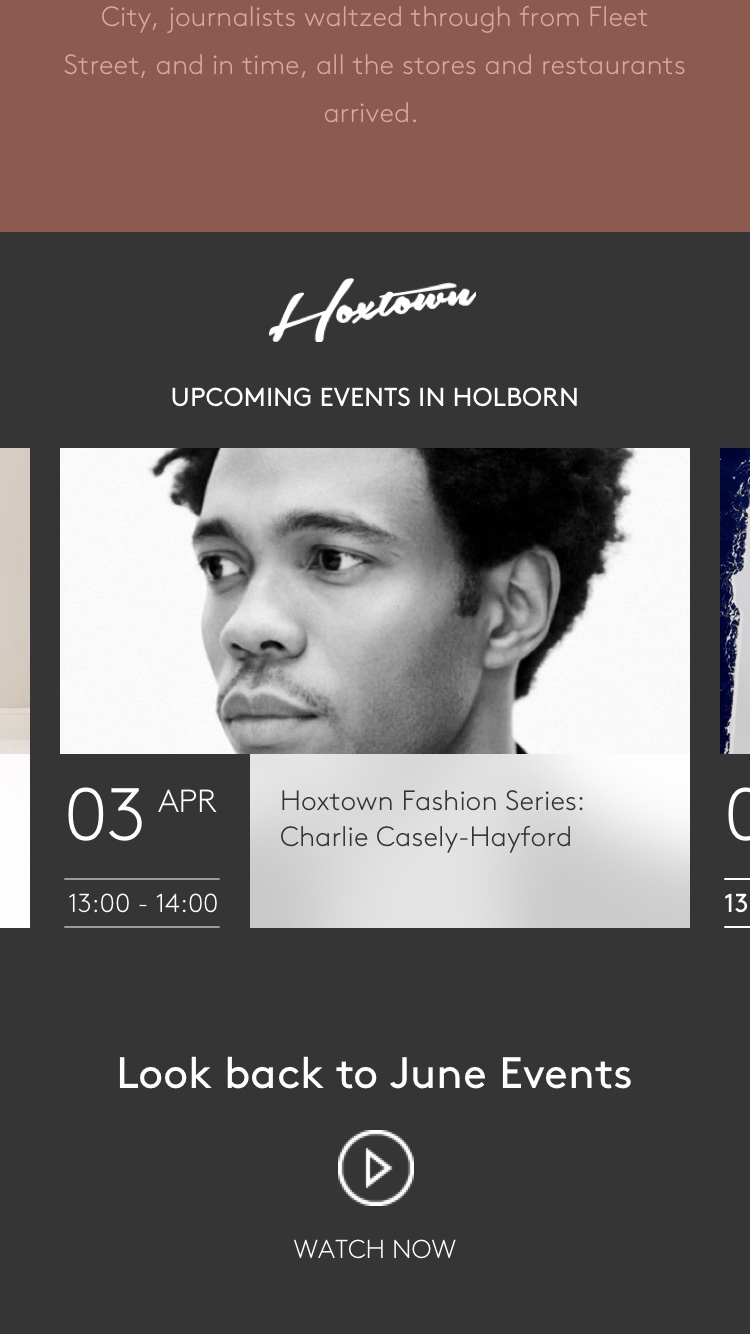 City, journalists waltzed through from Fleet
Street, and in time, all the stores and restaurants
arrived.
Hoxtown
UPCOMING EVENTS IN HOLBORN
03 APR
Hoxtown Fashion Series:
Charlie Casely-Hayford
13:00 - 14:00
0
13
Look back to June Events
WATCH NOW